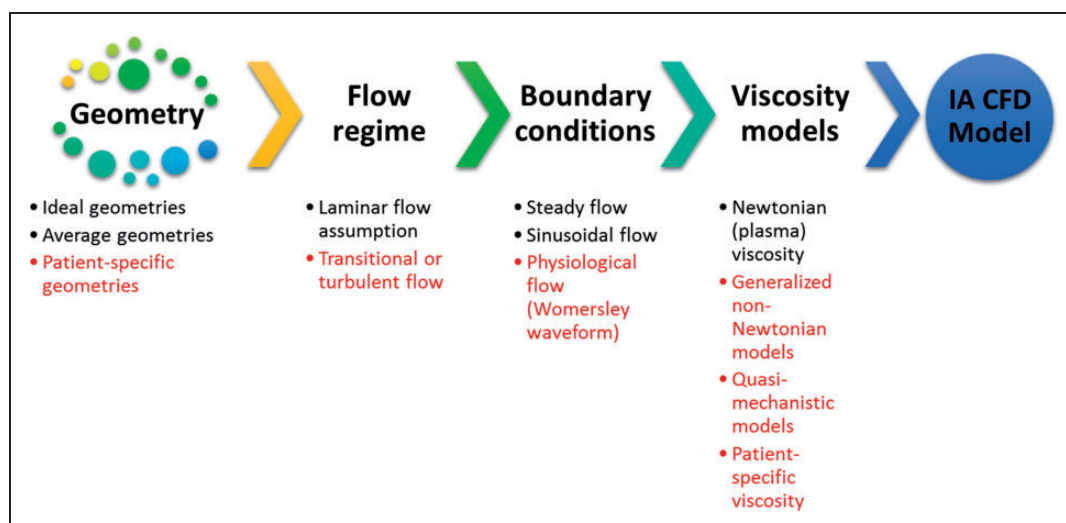 Geometry
• Ideal geometries
• Average geometries
• Patient-specific
geometries
Flow
regime
• Laminar flow
assumption
• Transitional or
turbulent flow
Boundary
conditions
• Steady flow
• Sinusoidal flow
• Physiological
flow
(Womersley
waveform)
Viscosity
models
• Newtonian
(plasma)
viscosity
• Generalized
non-
Newtonian
models
• Quasi-
mechanistic
models
• Patient-
specific
viscosity
IA CFD
Model